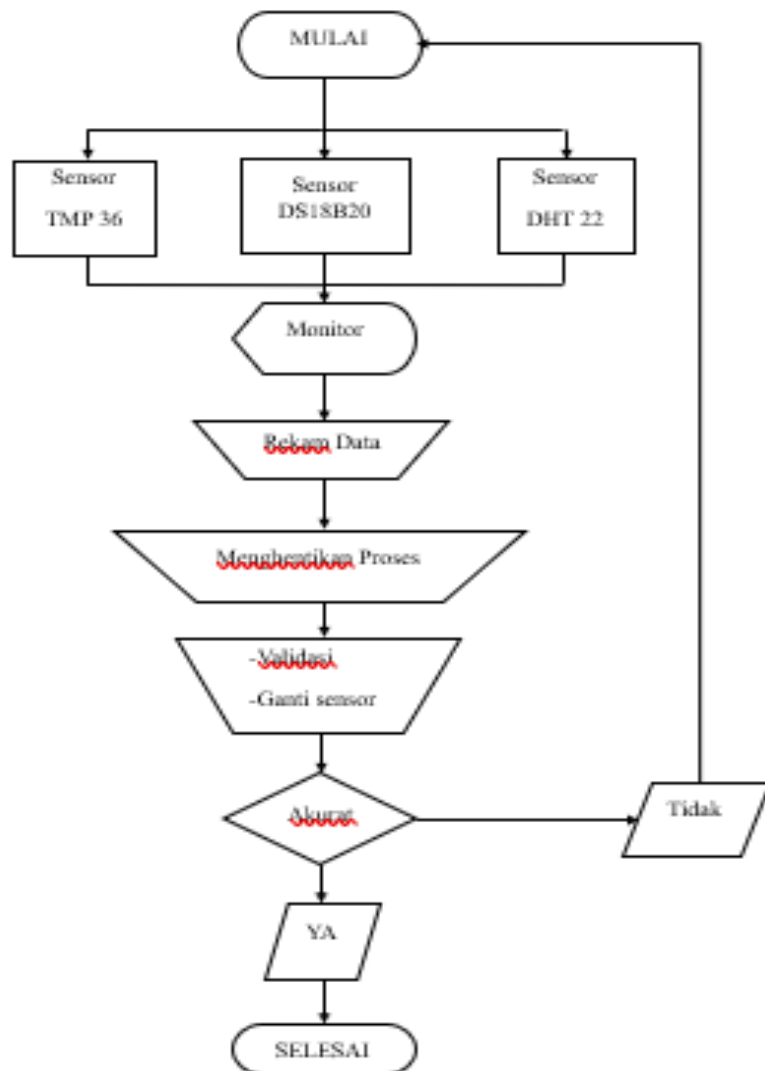 MULAI
Sensor
TMP 36
Sensor
DS18B20
Sensor
DHT 22
Monitor
Rekam Data
Menghentikan Proses
-Validasi
-Ganti sensor
Akurat
Tidak
YA
SELESAI